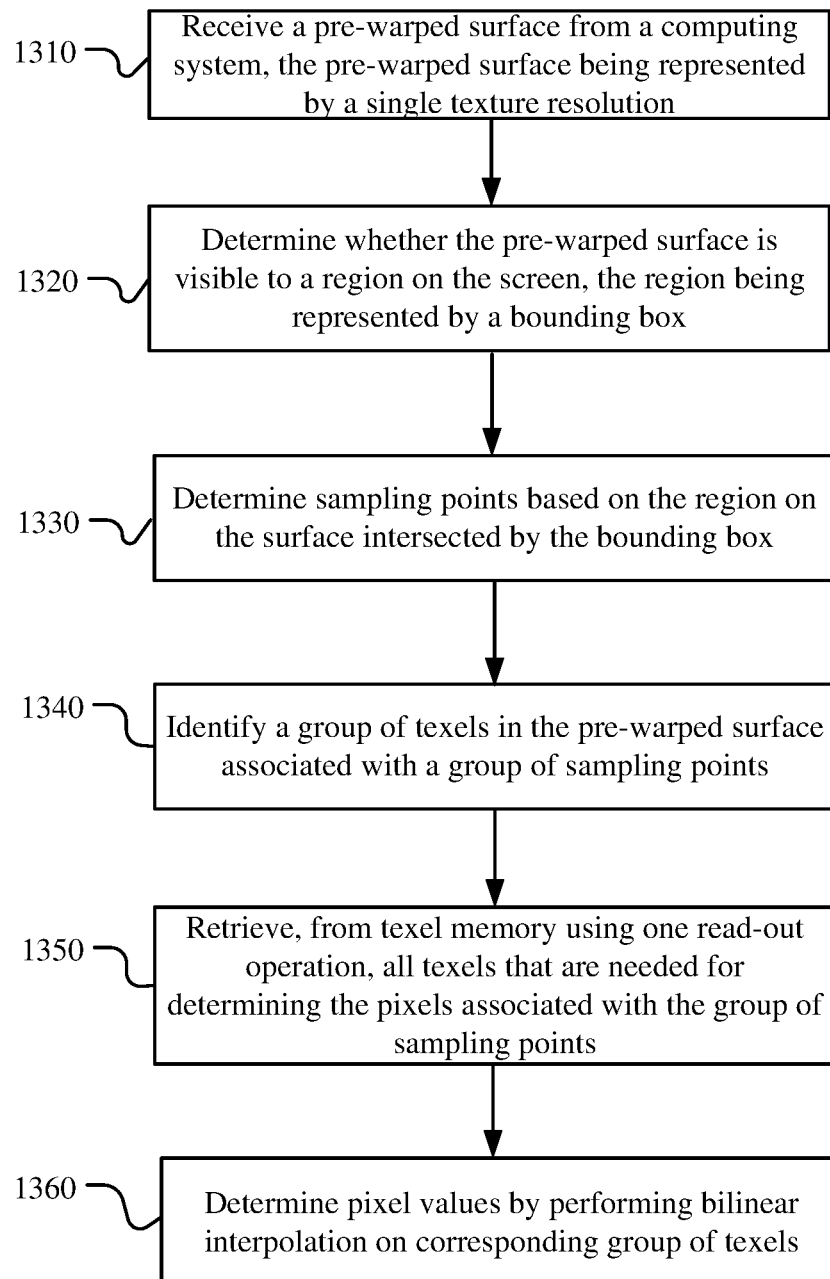 1310
Receive a pre-warped surface from a computing
system, the pre-warped surface being represented
by a single texture resolution
1320
Determine whether the pre-warped surface is
visible to a region on the screen, the region being
represented by a bounding box
1330
Determine sampling points based on the region on
the surface intersected by the bounding box
1340
Identify a group of texels in the pre-warped surface
associated with a group of sampling points
1350
Retrieve, from texel memory using one read-out
operation, all texels that are needed for
determining the pixels associated with the group of
sampling points
1360
Determine pixel values by performing bilinear
interpolation on corresponding group of texels